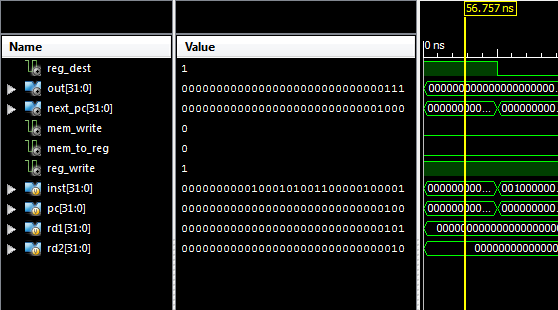 56.757 ns
Name Value 0 ns
reg_dest 1
out[31:0] 00000000000000000000000000000111 0000000000000000000...
next_pc[31:0] 00000000000000000000000000001000 000000000... 000000000...
mem_write 0
mem_to_reg 0
reg_write 1
inst[31:0] 00000000010001010011000000100001 000000000... 001000000...
pc[31:0] 00000000000000000000000000000100 000000000... 000000000...
rd1[31:0] 00000000000000000000000000000101 00000000000000000000
rd2[31:0] 00000000000000000000000000000010 00000000000000